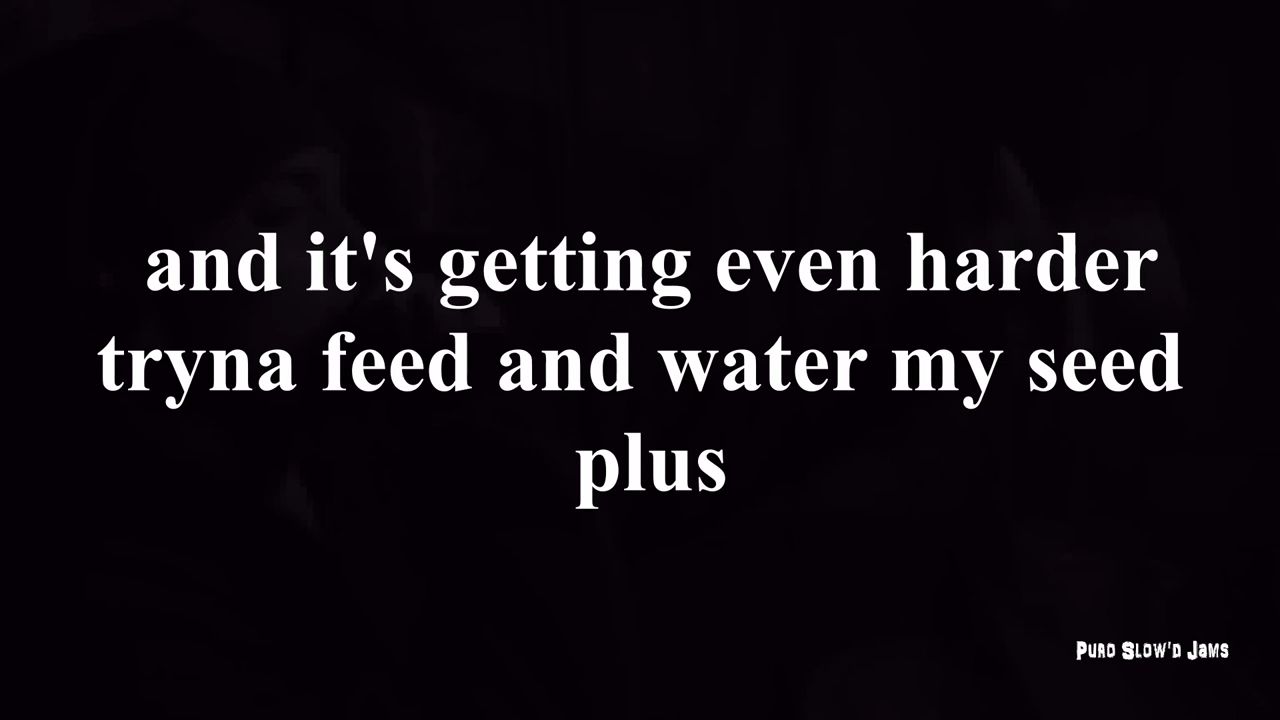 and it's getting even harder
tryna feed and water my seed
plus
Puro Slow'd Jams